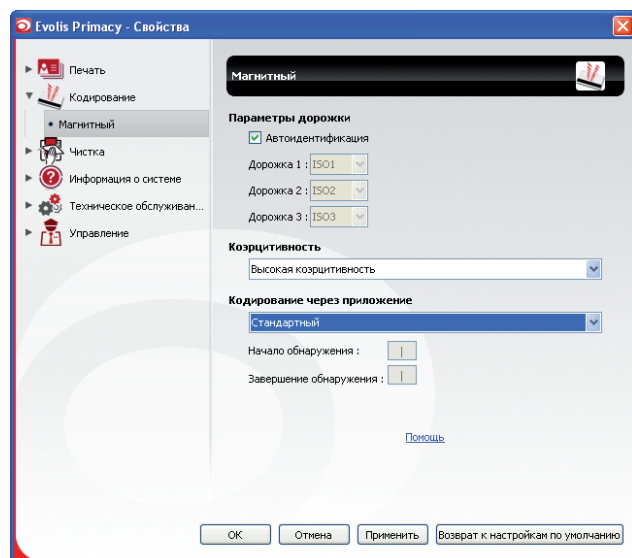 Evolis Primacy - Свойства
Печать
Кодирование
• Магнитный
Чистка
Информация о системе
Техническое обслуживан...
Управление
Магнитный
Параметры дорожки
Автоидентификация
Дорожка 1 : ISO1
Дорожка 2 : ISO2
Дорожка 3 : ISO3
Коэрцитивность
Высокая коэрцитивность
Кодирование через приложение
Стандартный
Начало обнаружения : |
Завершение обнаружения : |
Помощь
OK Отмена Применить Возврат к настройкам по умолчанию